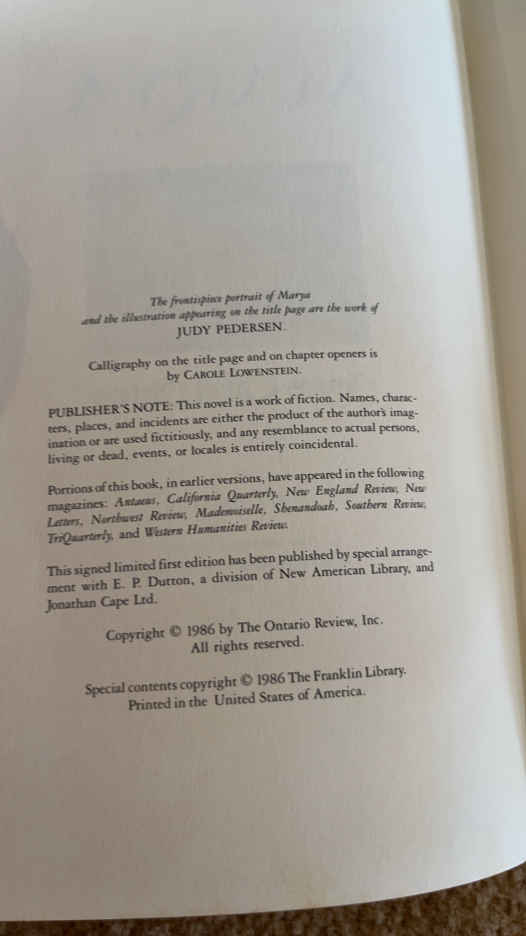 The frontispiece portrait of Marya
and the illustration appearing on the title page are the work of
JUDY PEDERSEN.
Calligraphy on the title page and on chapter openers is
by CAROLE LOWENSTEIN.
PUBLISHER'S NOTE: This novel is a work of fiction. Names, charac-
ters, places, and incidents are either the product of the author's imag-
ination or are used fictitiously, and any resemblance to actual persons,
living or dead, events, or locales is entirely coincidental.
Portions of this book, in earlier versions, have appeared in the following
magazines: Antaeus, California Quarterly, New England Review, New
Letters, Northwest Review, Mademoiselle, Shenandoah, Southern Review,
TriQuarterly, and Western Humanities Review.
This signed limited first edition has been published by special arrange-
ment with E. P. Dutton, a division of New American Library, and
Jonathan Cape Ltd.
Copyright © 1986 by The Ontario Review, Inc.
All rights reserved.
Special contents copyright © 1986 The Franklin Library.
Printed in the United States of America.